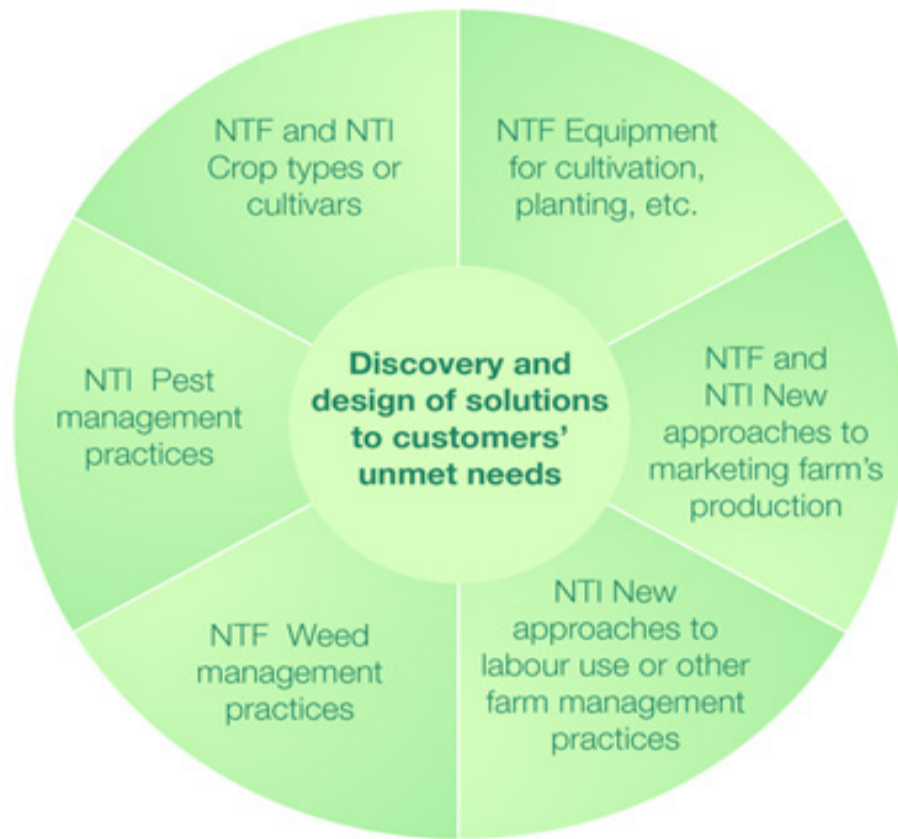 NTF and NTI
Crop types or
cultivars
NTF Equipment
for cultivation,
planting, etc.
NTF and
NTI New
approaches to
marketing farm's
production
NTI New
approaches to
labour use or other
farm management
practices
NTF  Weed
management
practices
NTI  Pest
management
practices
Discovery and
design of solutions
to customers'
unmet needs